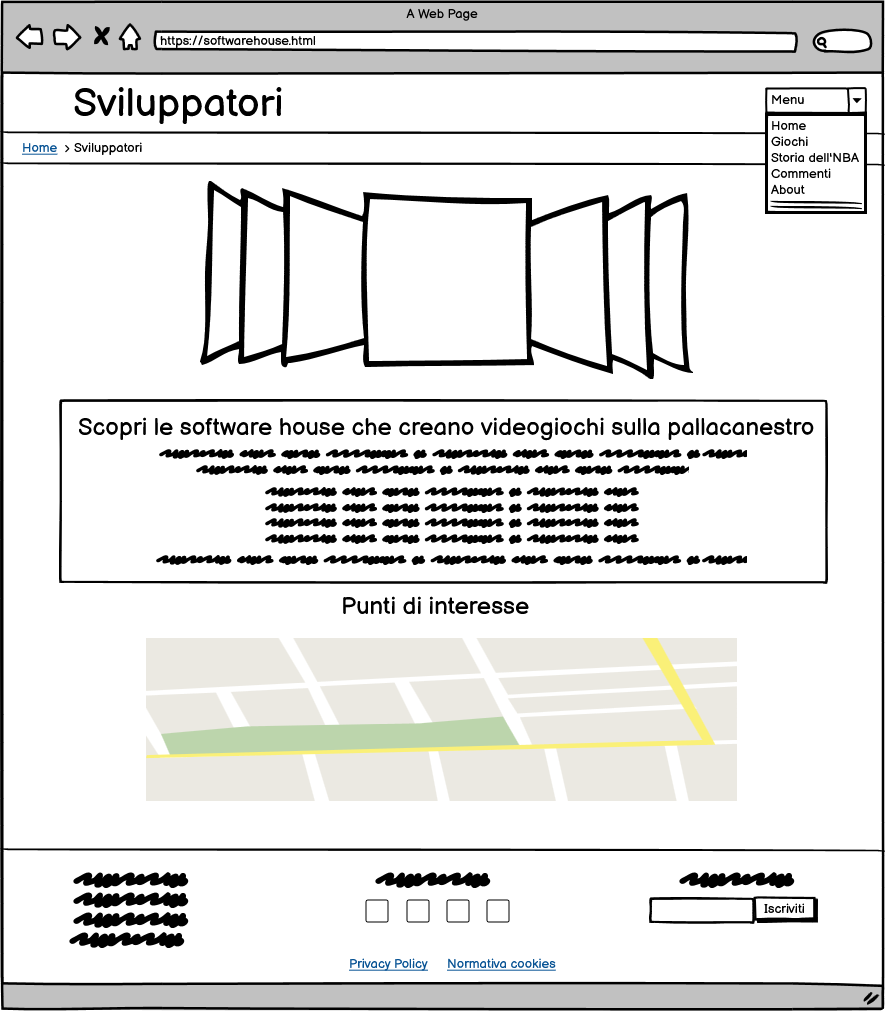 A Web Page
https://softwarehouse.html
Sviluppatori
Menu
Home
Giochi
Storia dell'NBA
Commenti
About
Home > Sviluppatori
Scopri le software house che creano videogiochi sulla pallacanestro
Punti di interesse
Iscriviti
Privacy Policy Normativa cookies